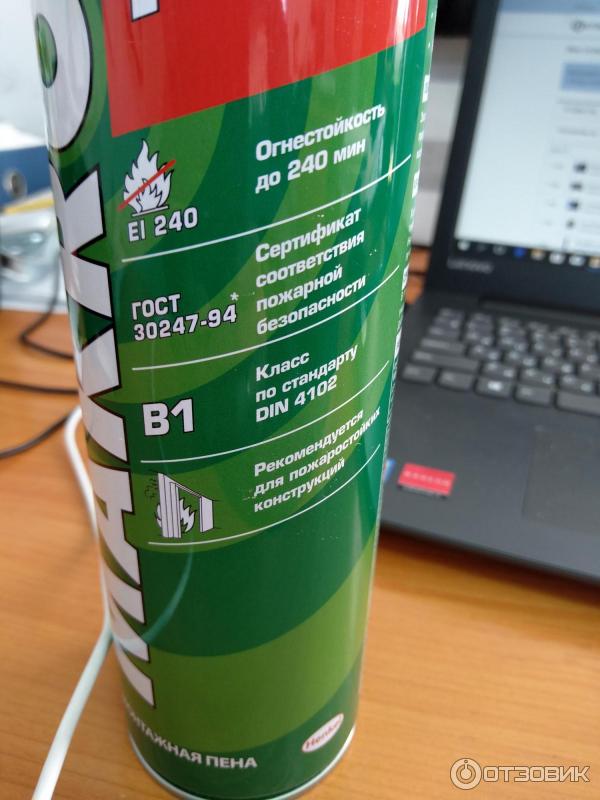 Огнестойкость
до 240 мин
EI 240
Сертификат
соответствия
пожарной
безопасности
ГОСТ
30247-94*
Класс
по стандарту
DIN 4102
B1
Рекомендуется
для пожаростойких
конструкций
Henkel
ПЕНА
lenovo
ОТЗОВИК